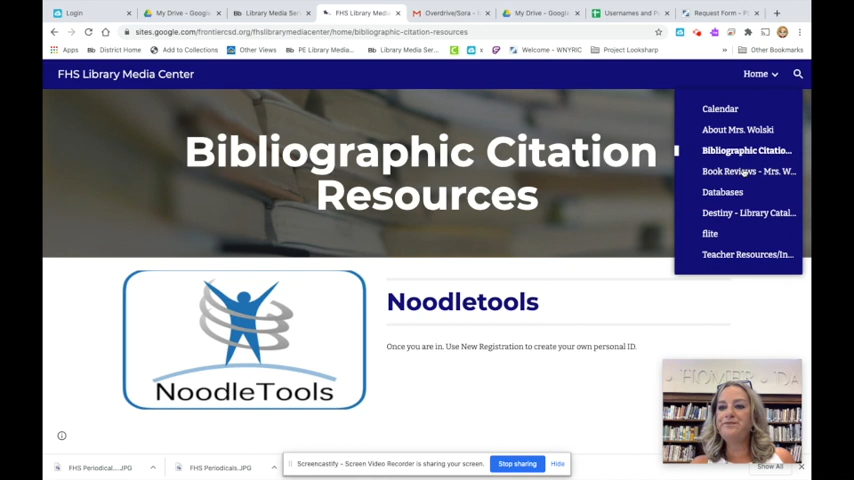 Login
My Drive - Google
Library Media Ser
FHS Library Medi
Overdrive/Sora -
My Drive - Google
Usernames and P
Request Form - P
sites.google.com/frontiercsd.org/fhslibrarymediacenter/home/bibliographic-citation-resources
Apps
District Home
Add to Collections
Other Views
PE Library Media...
Library Media Ser...
x
Welcome - WNYRIC
Project Looksharp
»
Other Bookmarks
FHS Library Media Center
Home
Calendar
About Mrs. Wolski
Bibliographic Citatio...
Book Reviews - Mrs. W...
Databases
Destiny - Library Catal...
flite
Teacher Resources/In...
Bibliographic Citation
Resources
NoodleTools
Noodletools
Once you are in. Use New Registration to create your own personal ID.
HOMER DA
FHS Periodical....JPG
FHS Periodicals.JPG
Screencastify - Screen Video Recorder is sharing your screen.
Stop sharing
Hide
Show All